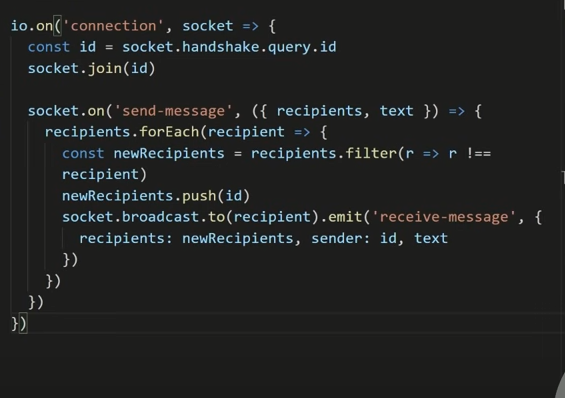 io.on('connection', socket => {
const id = socket.handshake.query.id
socket.join(id)
socket.on('send-message', ({ recipients, text }) => {
recipients.forEach(recipient => {
const newRecipients = recipients.filter(r => r !==
recipient)
newRecipients.push(id)
socket.broadcast.to(recipient).emit('receive-message', {
recipients: newRecipients, sender: id, text
})
})
})
})